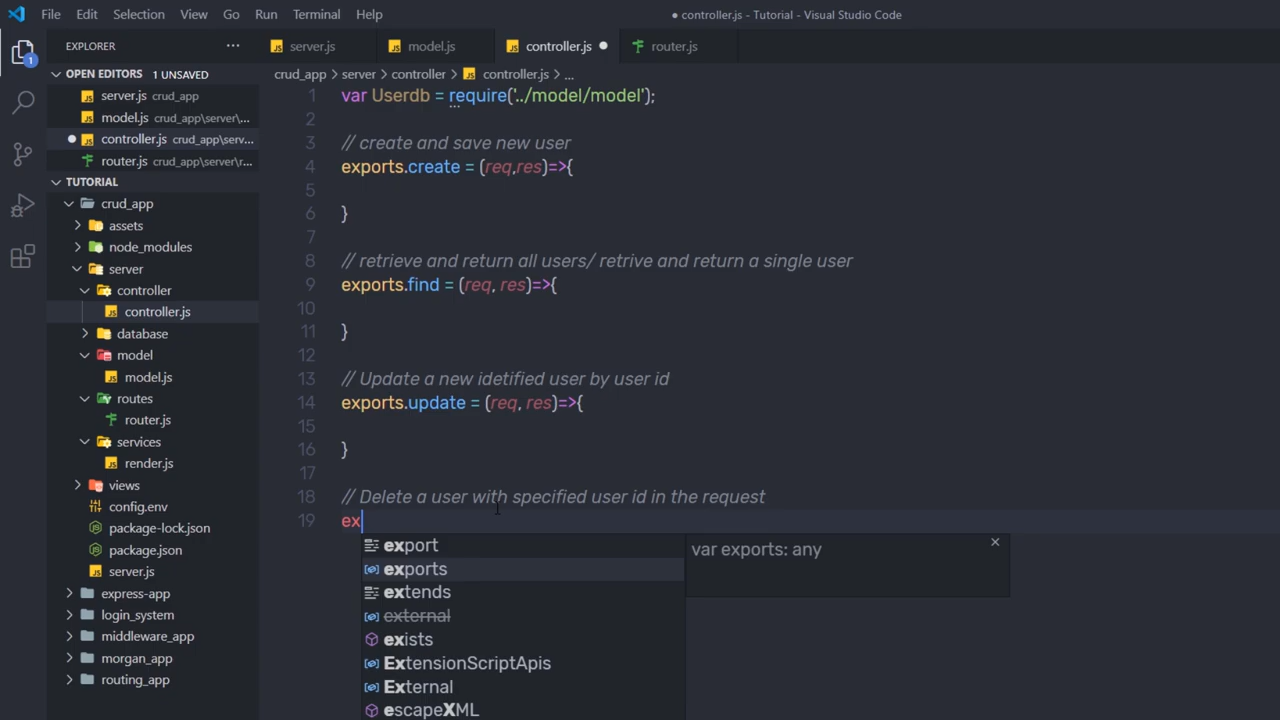 File Edit Selection View Go Run Terminal Help ● controller.js - Tutorial - Visual Studio Code
EXPLORER ··· server.js model.js controller.js ● router.js
1
OPEN EDITORS 1 UNSAVED
crud_app > server > controller > controller.js > ...
server.js crud_app
model.js crud_app\server\...
controller.js crud_app\serv...
router.js crud_app\server\r...
TUTORIAL
crud_app
assets
node_modules
server
controller
controller.js
database
model
model.js
routes
router.js
services
render.js
views
config.env
package-lock.json
package.json
server.js
express-app
login_system
middleware_app
morgan_app
routing_app
1 var Userdb = require('../model/model');
2
3 // create and save new user
4 exports.create = (req,res)=>{
5
6 }
7
8 // retrieve and return all users/ retrive and return a single user
9 exports.find = (req, res)=>{
10
11 }
12
13 // Update a new idetified user by user id
14 exports.update = (req, res)=>{
15
16 }
17
18 // Delete a user with specified user id in the request
19 ex
export
exports
extends
external
exists
ExtensionScriptApis
External
escapeXML
var exports: any ×